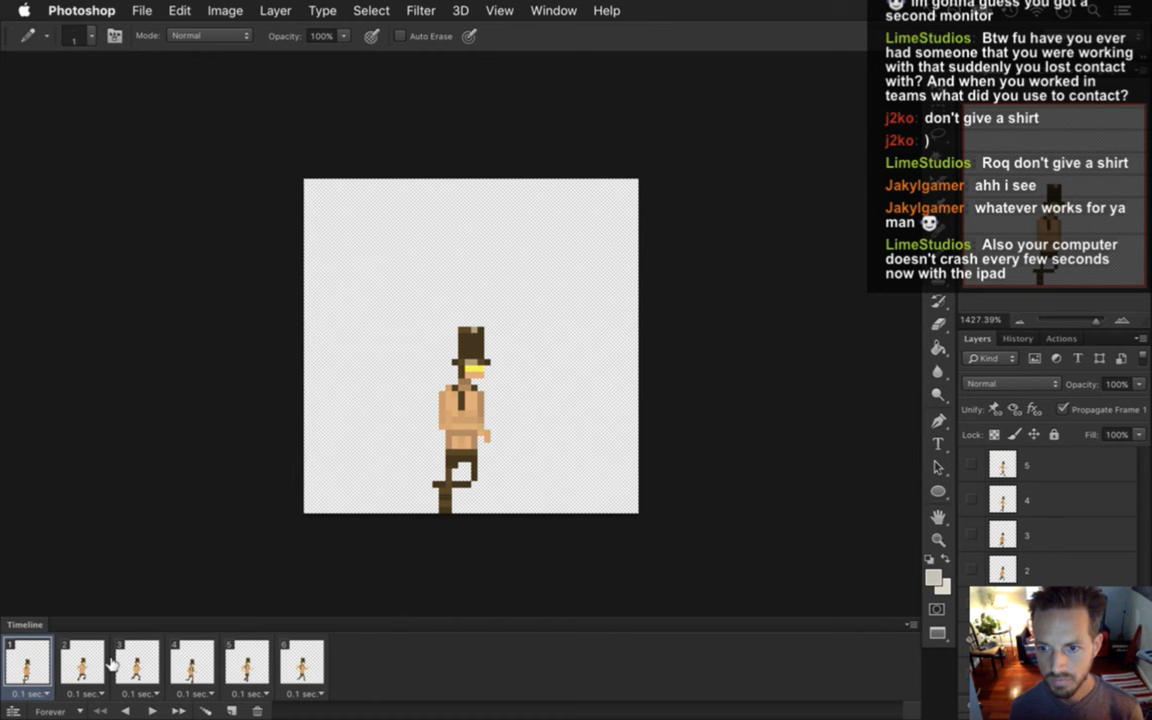 Photoshop File Edit Image Layer Type Select Filter 3D View Window Help
im gonna guess you got a
second monitor
1 Mode: Normal Opacity: 100% Auto Erase
LimeStudios Btw fu have you ever
had someone that you were working
with that suddenly you lost contact
with? And when you worked in
teams what did you use to contact?
j2ko: don't give a shirt
j2ko: )
LimeStudios Roq don't give a shirt
Jakylgamer ahh i see
Jakylgamer whatever works for ya
man
LimeStudios Also your computer
doesn't crash every few seconds
now with the ipad
1427.39%
Layers History Actions
Kind
Normal Opacity: 100%
Unify: Propagate Frame 1
Lock: Fill: 100%
5
4
3
2
Timeline
1 2 3 4 5 6
0.1 sec. 0.1 sec. 0.1 sec. 0.1 sec. 0.1 sec. 0.1 sec.
Forever